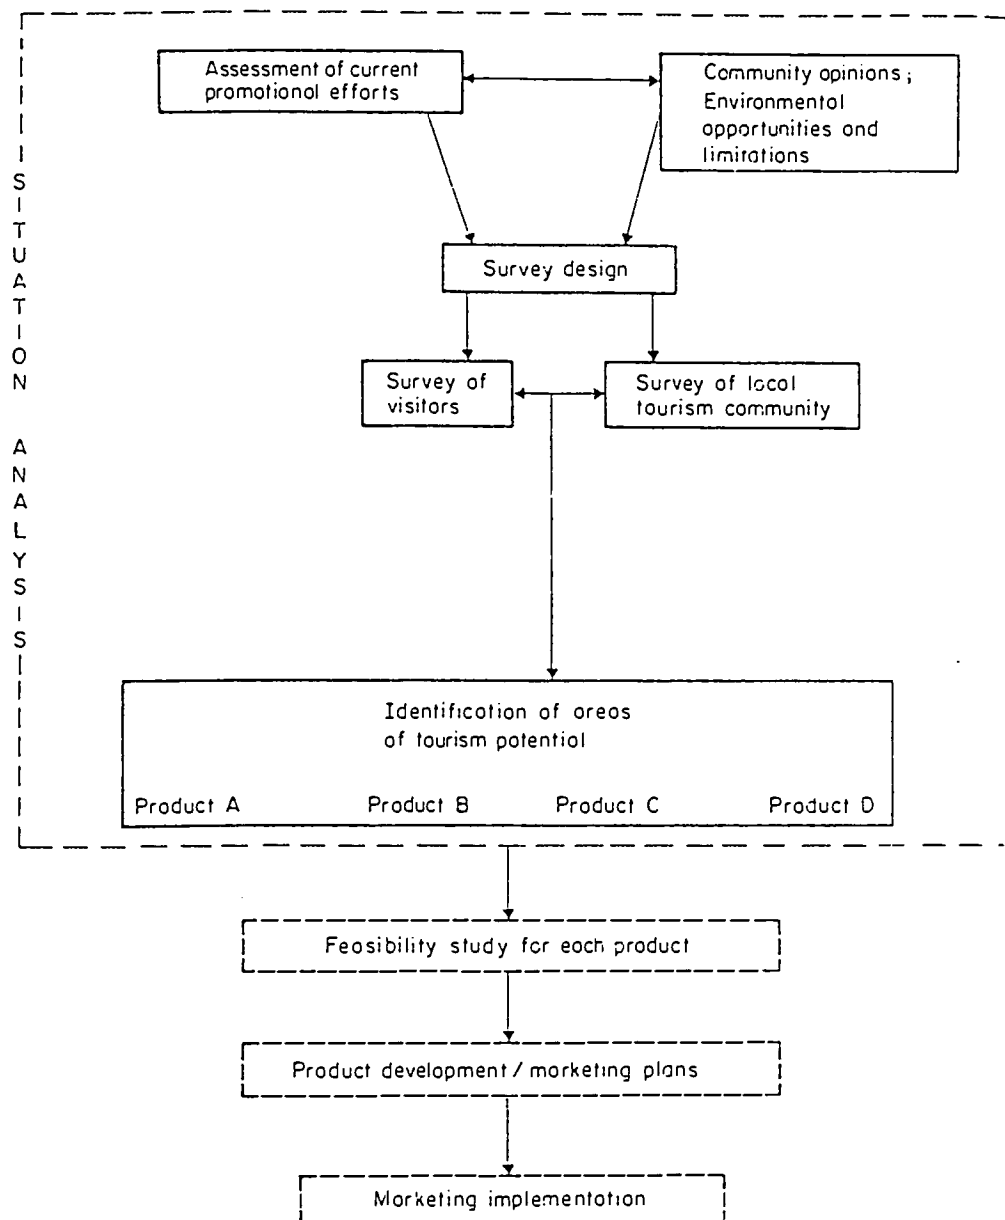 SITUATION ANALYSIS
Assessment of current
promotional efforts
Community opinions;
Environmental
opportunities and
limitations
Survey design
Survey of
visitors
Survey of local
tourism community
Identification of areas
of tourism potential
Product A
Product B
Product C
Product D
Feasibility study for each product
Product development / marketing plans
Marketing implementation